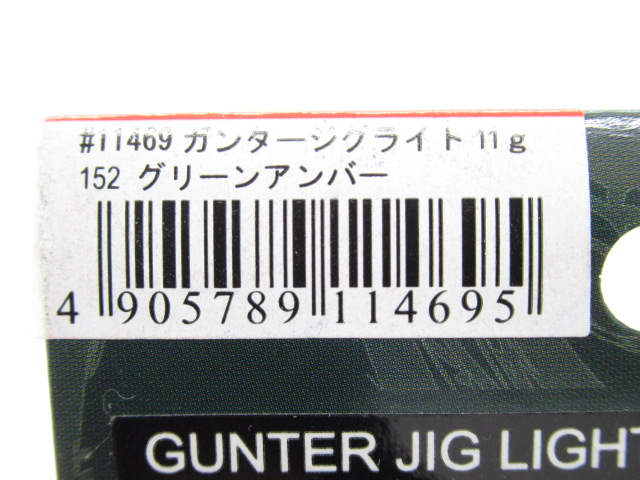 #11469 ガンタージグライト 11g
152 グリーンアンバー
4 905789 114695
GUNTER JIG LIGHT